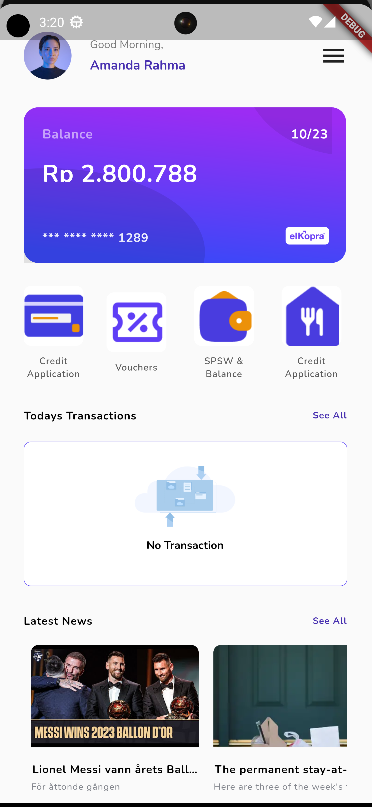 3:20
DEBUG
Good Morning,
Amanda Rahma
Balance
10/23
Rp 2.800.788
*** **** **** 1289
elKopra
Credit
Application
Vouchers
SPSW &
Balance
Credit
Application
Todays Transactions
See All
No Transaction
Latest News
See All
MESSI WINS 2023 BALLON D'OR
Lionel Messi vann årets Ball...
För åttonde gången
The permanent stay-at-
Here are three of the week's